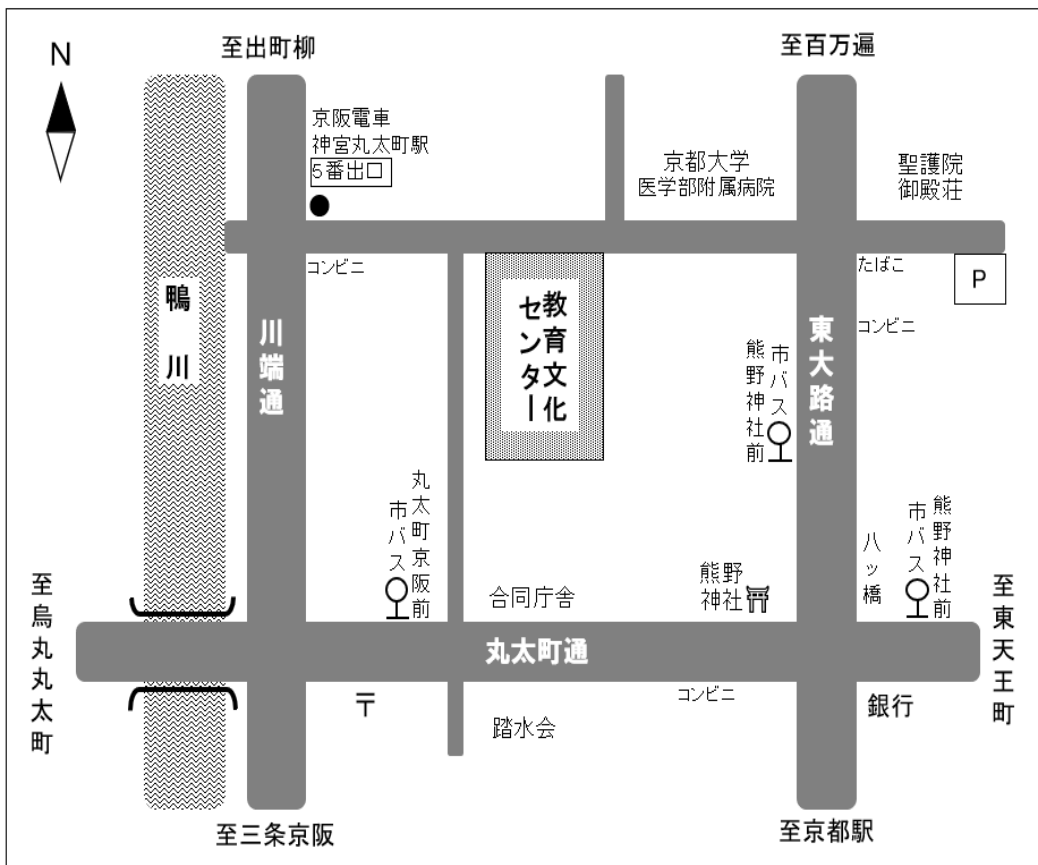 至出町柳
至百万遍
N
京阪電車
神宮丸太町駅
5番出口
京都大学
医学部附属病院
聖護院
御殿荘
コンビニ
たばこ
P
鴨川
川端通
教育文化
センター
東大路通
コンビニ
市バス
熊野神社前
丸太町京阪前
市バス
合同庁舎
熊野
神社
八ッ橋
熊野神社前
市バス
至烏丸丸太町
丸太町通
至東天王町
〒
コンビニ
銀行
踏水会
至三条京阪
至京都駅